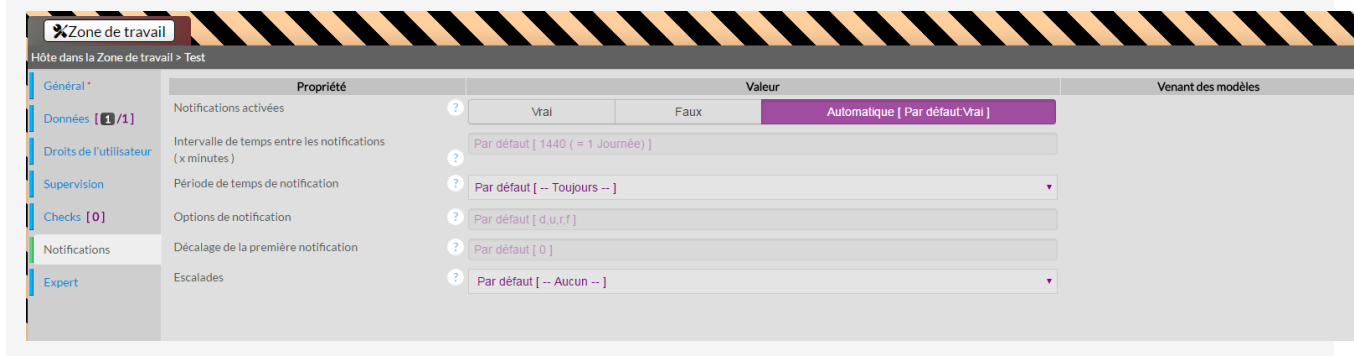 Zone de travail
Hôte dans la Zone de travail > Test
Général *
Données [ 1 /1 ]
Droits de l'utilisateur
Supervision
Checks [ 0 ]
Notifications
Expert
Propriété Valeur Venant des modèles
Notifications activées ? Vrai Faux Automatique [ Par défaut:Vrai ]
Intervalle de temps entre les notifications
( x minutes ) ? Par défaut [ 1440 ( = 1 Journée) ]
Période de temps de notification ? Par défaut [ -- Toujours -- ]
Options de notification ? Par défaut [ d,u,r,f ]
Décalage de la première notification ? Par défaut [ 0 ]
Escalades ? Par défaut [ -- Aucun -- ]